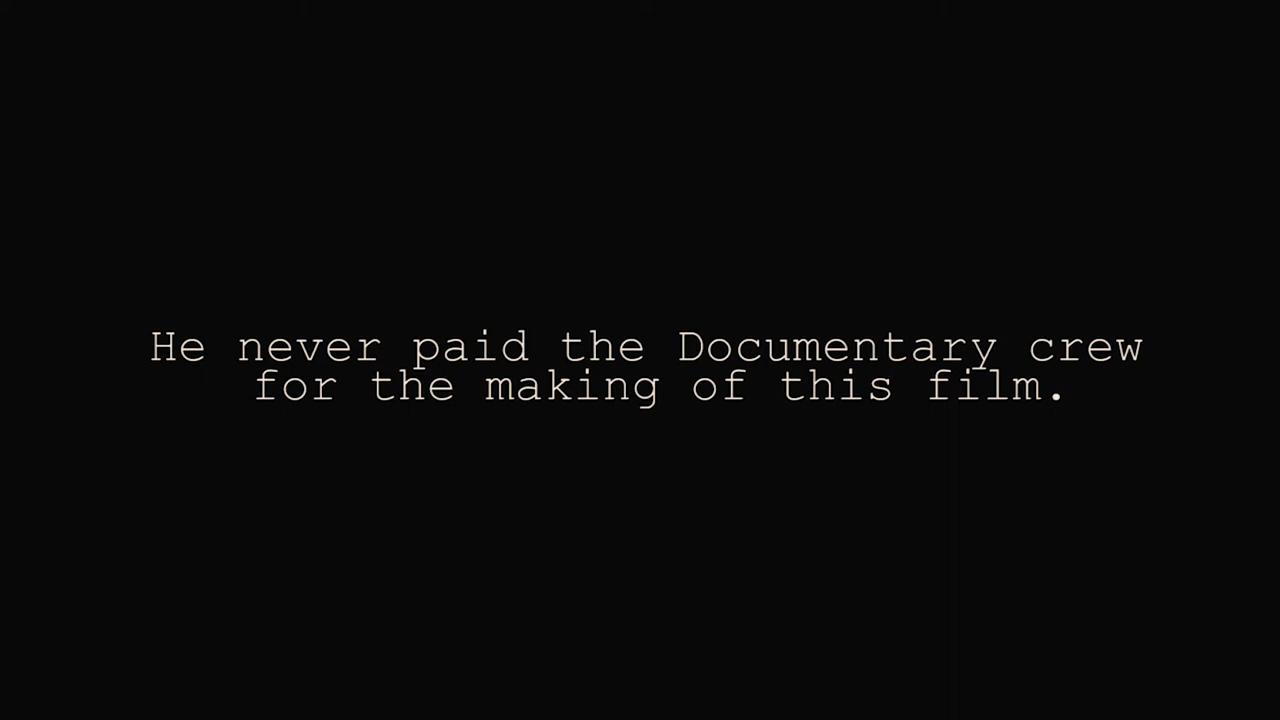 He never paid the Documentary crew
for the making of this film.